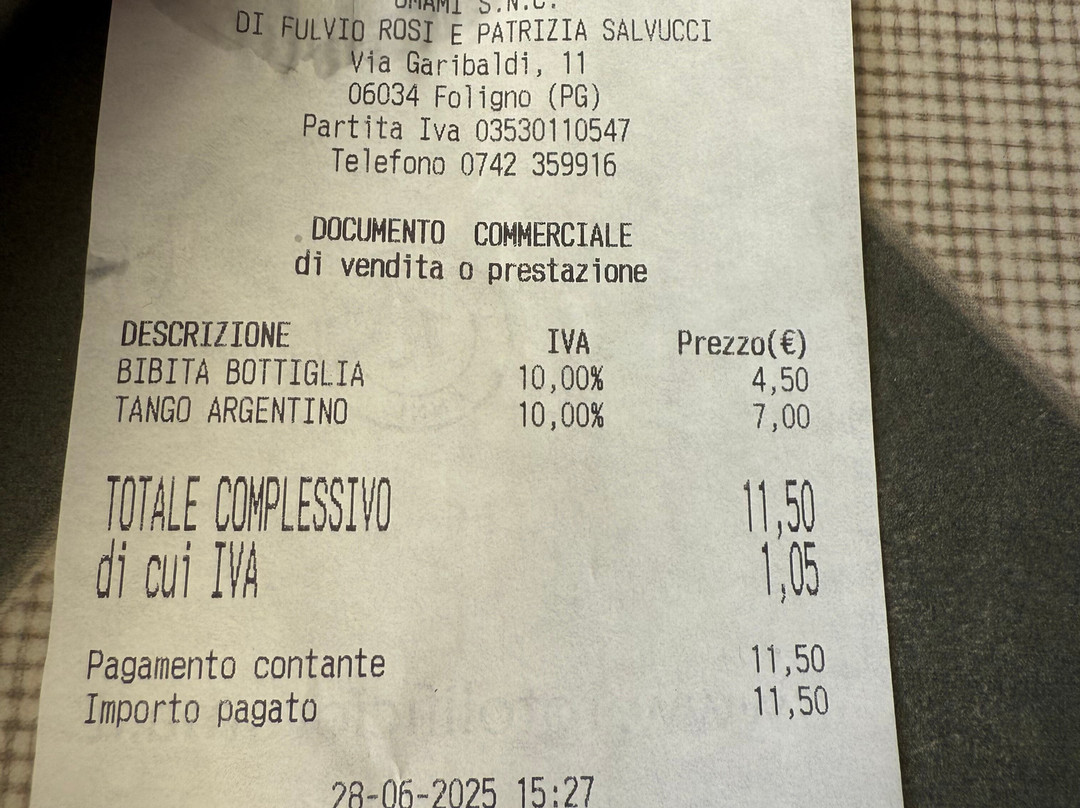 UMAMI S.N.C.
DI FULVIO ROSI E PATRIZIA SALVUCCI
Via Garibaldi, 11
06034 Foligno (PG)
Partita Iva 03530110547
Telefono 0742 359916
DOCUMENTO COMMERCIALE
di vendita o prestazione
DESCRIZIONE IVA Prezzo(€)
BIBITA BOTTIGLIA 10,00% 4,50
TANGO ARGENTINO 10,00% 7,00
TOTALE COMPLESSIVO 11,50
di cui IVA 1,05
Pagamento contante 11,50
Importo pagato 11,50
28-06-2025 15:27